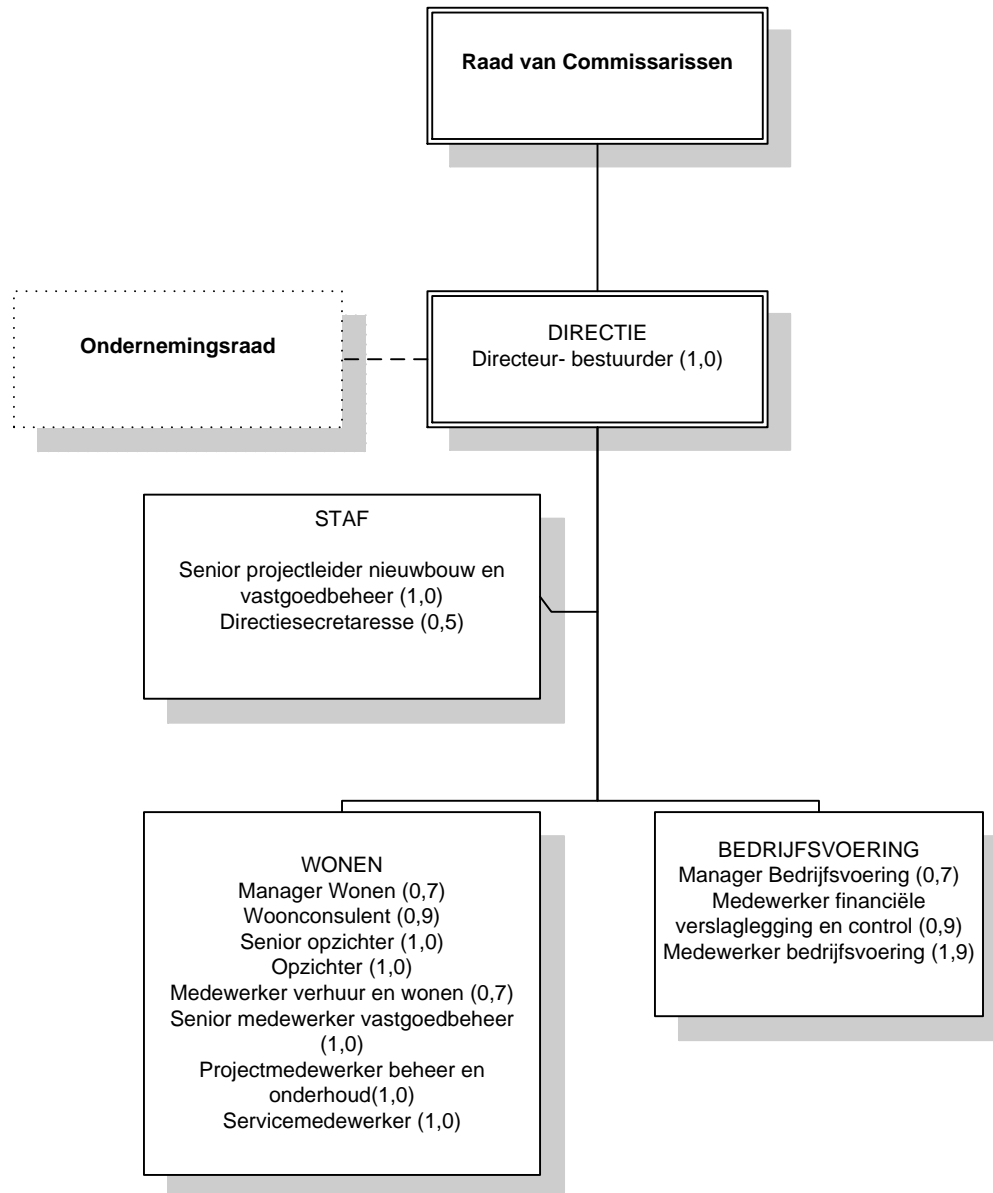 Raad van Commissarissen
Ondernemingsraad
DIRECTIE
Directeur- bestuurder (1,0)
STAF
Senior projectleider nieuwbouw en
vastgoedbeheer (1,0)
Directiesecretaresse (0,5)
WONEN
Manager Wonen (0,7)
Woonconsulent (0,9)
Senior opzichter (1,0)
Opzichter (1,0)
Medewerker verhuur en wonen (0,7)
Senior medewerker vastgoedbeheer
(1,0)
Projectmedewerker beheer en
onderhoud(1,0)
Servicemedewerker (1,0)
BEDRIJFSVOERING
Manager Bedrijfsvoering (0,7)
Medewerker financiële
verslaglegging en control (0,9)
Medewerker bedrijfsvoering (1,9)